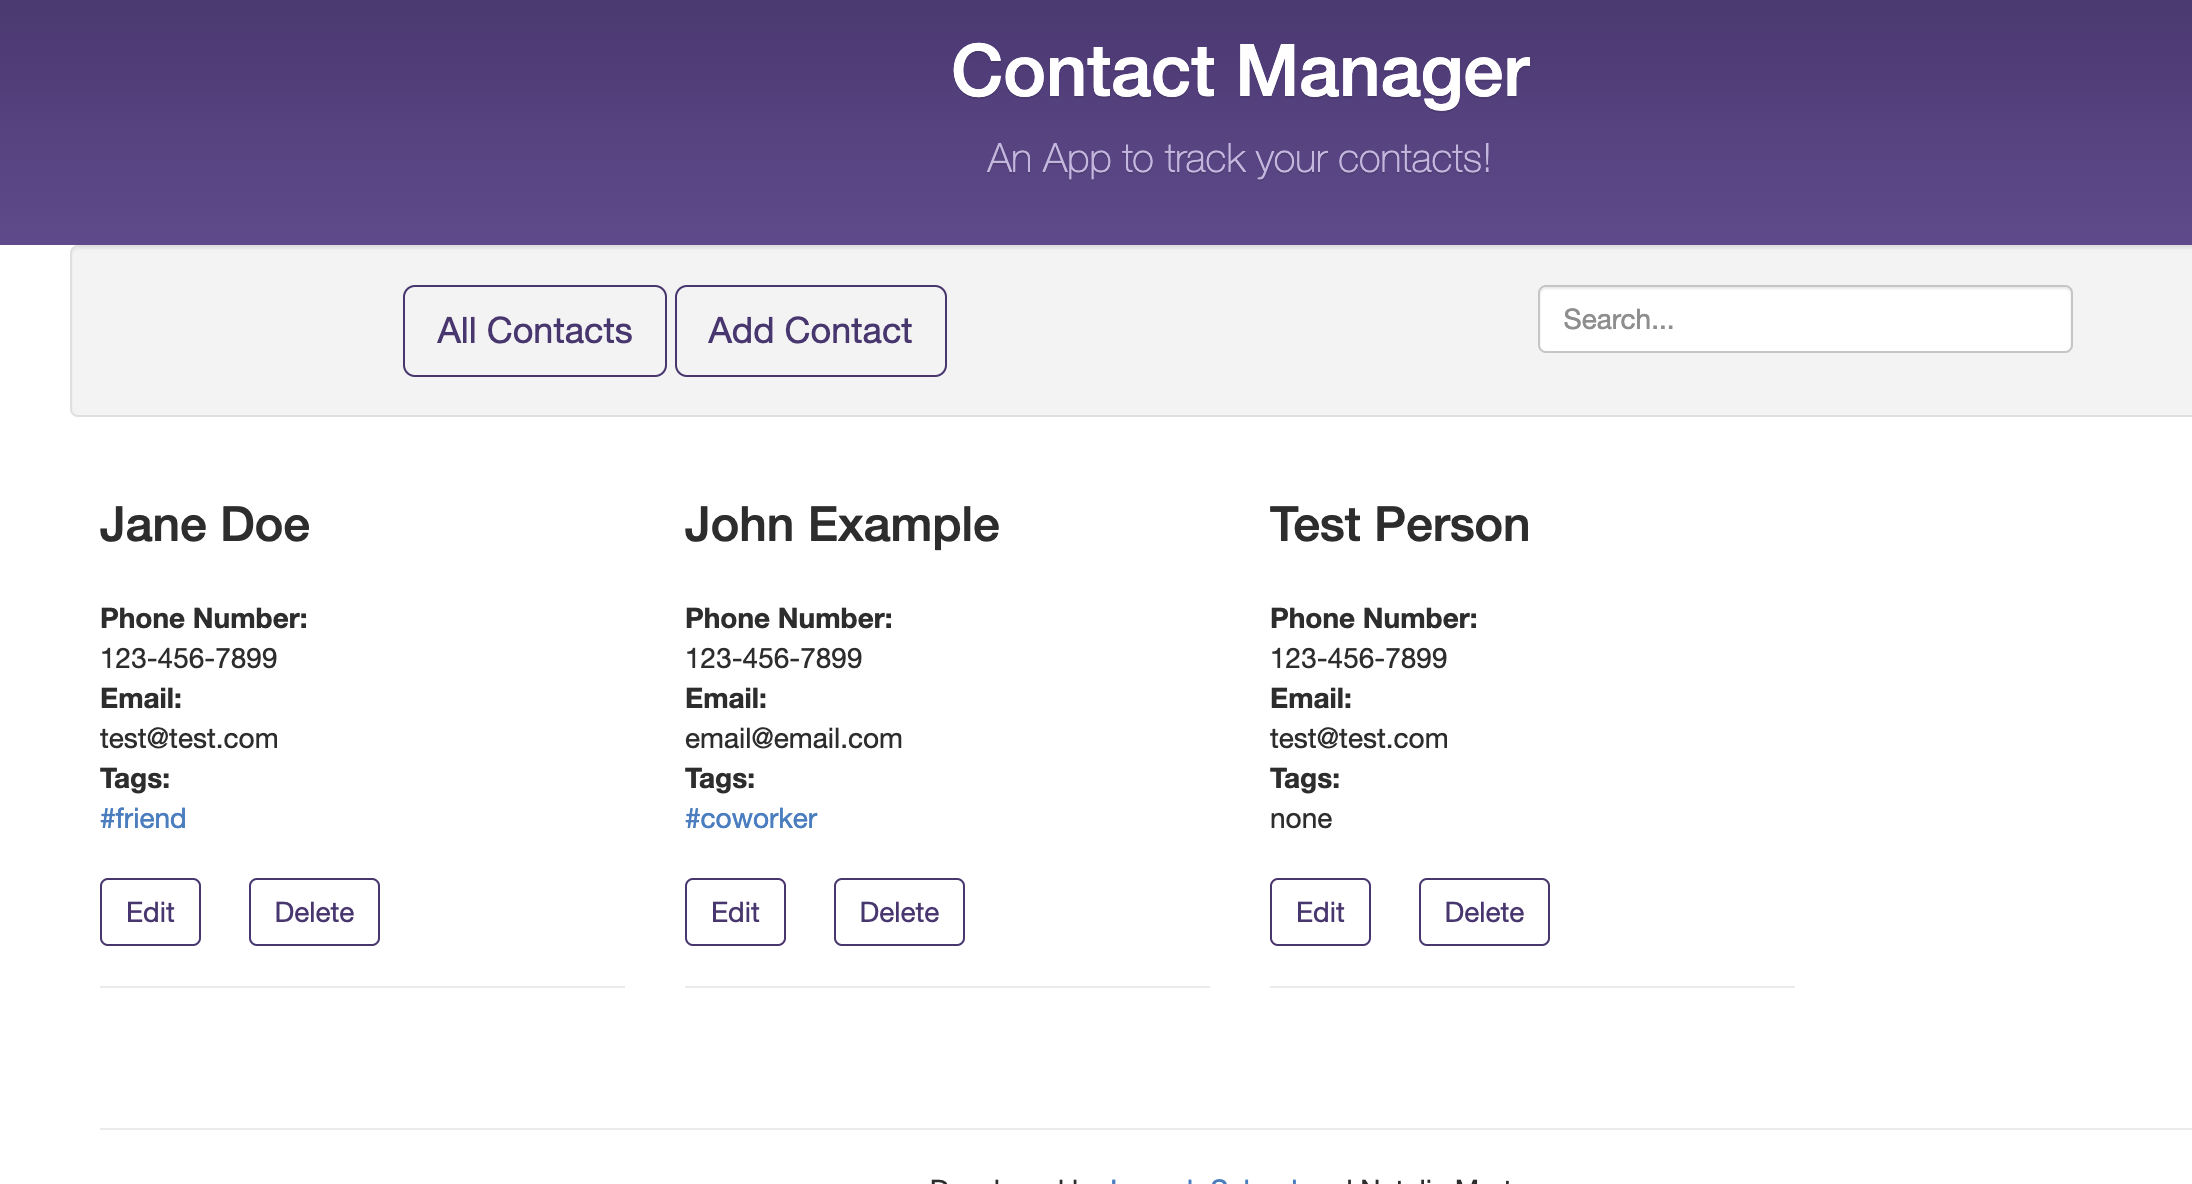 Contact Manager
An App to track your contacts!
All Contacts Add Contact Search...
Jane Doe
Phone Number:
123-456-7899
Email:
test@test.com
Tags:
#friend
Edit Delete
John Example
Phone Number:
123-456-7899
Email:
email@email.com
Tags:
#coworker
Edit Delete
Test Person
Phone Number:
123-456-7899
Email:
test@test.com
Tags:
none
Edit Delete